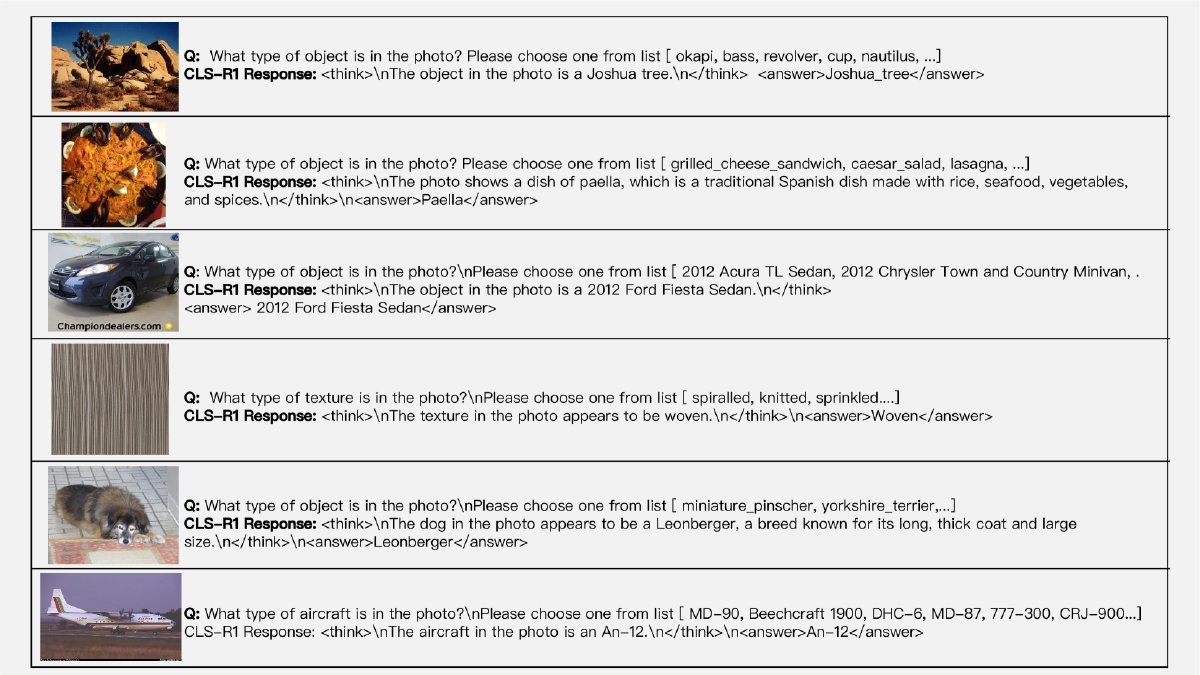 Q: What type of object is in the photo? Please choose one from list [ okapi, bass, revolver, cup, nautilus, ...]
CLS-R1 Response: <think>\nThe object in the photo is a Joshua tree.\n</think> <answer>Joshua_tree</answer>
Q: What type of object is in the photo? Please choose one from list [ grilled_cheese_sandwich, caesar_salad, lasagna, ...]
CLS-R1 Response: <think>\nThe photo shows a dish of paella, which is a traditional Spanish dish made with rice, seafood, vegetables,
and spices.\n</think>\n<answer>Paella</answer>
Championdealers.com
Q: What type of object is in the photo?\nPlease choose one from list [ 2012 Acura TL Sedan, 2012 Chrysler Town and Country Minivan, .
CLS-R1 Response: <think>\nThe object in the photo is a 2012 Ford Fiesta Sedan.\n</think>
<answer> 2012 Ford Fiesta Sedan</answer>
Q: What type of texture is in the photo?\nPlease choose one from list [ spiralled, knitted, sprinkled....]
CLS-R1 Response: <think>\nThe texture in the photo appears to be woven.\n</think>\n<answer>Woven</answer>
Q: What type of object is in the photo?\nPlease choose one from list [ miniature_pinscher, yorkshire_terrier,...]
CLS-R1 Response: <think>\nThe dog in the photo appears to be a Leonberger, a breed known for its long, thick coat and large
size.\n</think>\n<answer>Leonberger</answer>
Q: What type of aircraft is in the photo?\nPlease choose one from list [ MD-90, Beechcraft 1900, DHC-6, MD-87, 777-300, CRJ-900...]
CLS-R1 Response: <think>\nThe aircraft in the photo is an An-12.\n</think>\n<answer>An-12</answer>